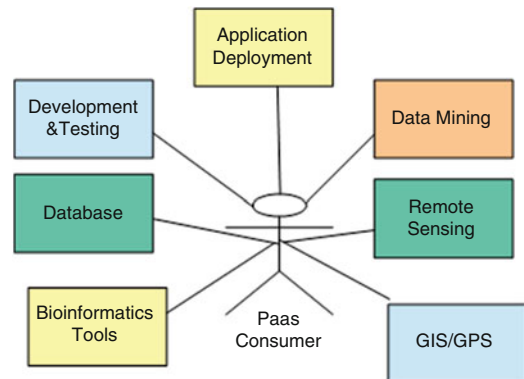 Application
Deployment
Development
&Testing
Data Mining
Database
Remote
Sensing
Bioinformatics
Tools
Paas
Consumer
GIS/GPS